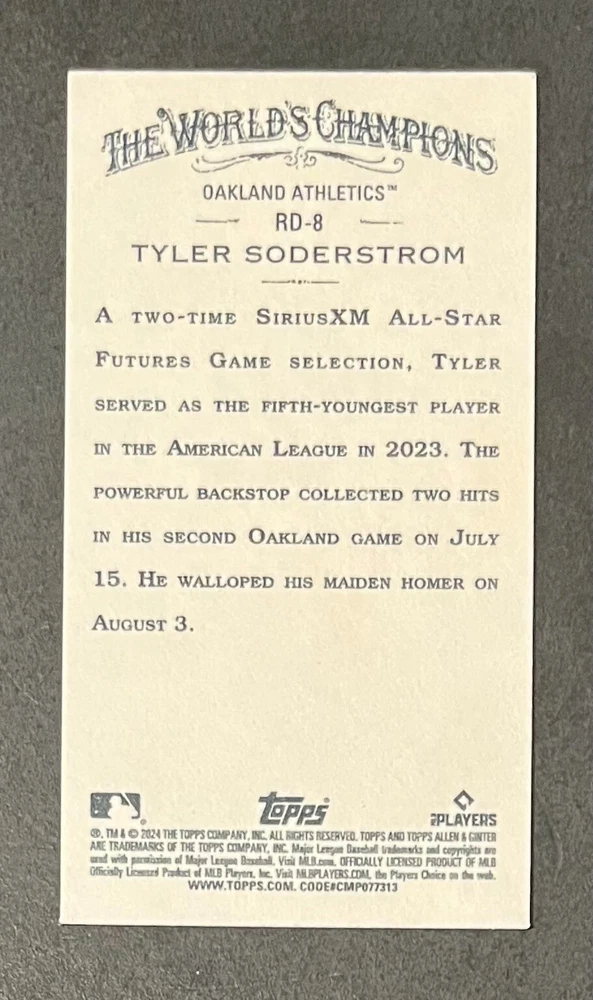 THE WORLD'S CHAMPIONS
OAKLAND ATHLETICS™
RD-8
TYLER SODERSTROM
A TWO-TIME SIRIUSXM ALL-STAR
FUTURES GAME SELECTION, TYLER
SERVED AS THE FIFTH-YOUNGEST PLAYER
IN THE AMERICAN LEAGUE IN 2023. THE
POWERFUL BACKSTOP COLLECTED TWO HITS
IN HIS SECOND OAKLAND GAME ON JULY
15. HE WALLOPED HIS MAIDEN HOMER ON
AUGUST 3.
Topps
PLAYERS
®, TM & © 2024 THE TOPPS COMPANY, INC. ALL RIGHTS RESERVED. TOPPS AND TOPPS ALLEN & GINTER
ARE TRADEMARKS OF THE TOPPS COMPANY, INC. Major League Baseball trademarks and copyrights are
used with permission of Major League Baseball. Visit MLB.com. OFFICIALLY LICENSED PRODUCT OF MLB
Officially Licensed Product of MLB Players, Inc. Visit MLBPLAYERS.COM, the Players Choice on the web.
WWW.TOPPS.COM. CODE#CMP077313